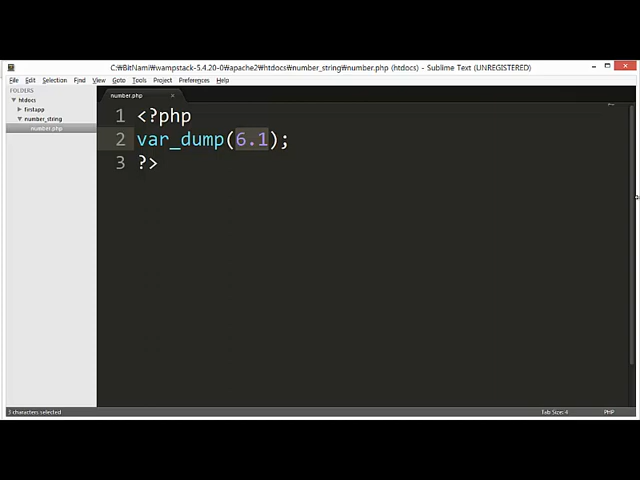 C:₩BitNami₩wampstack-5.4.20-0₩apache2₩htdocs₩number_string₩number.php (htdocs) - Sublime Text (UNREGISTERED)
File Edit Selection Find View Goto Tools Project Preferences Help
FOLDERS
htdocs
firstapp
number_string
number.php
number.php
1 <?php
2 var_dump(6.1);
3 ?>
3 characters selected
Tab Size: 4
PHP